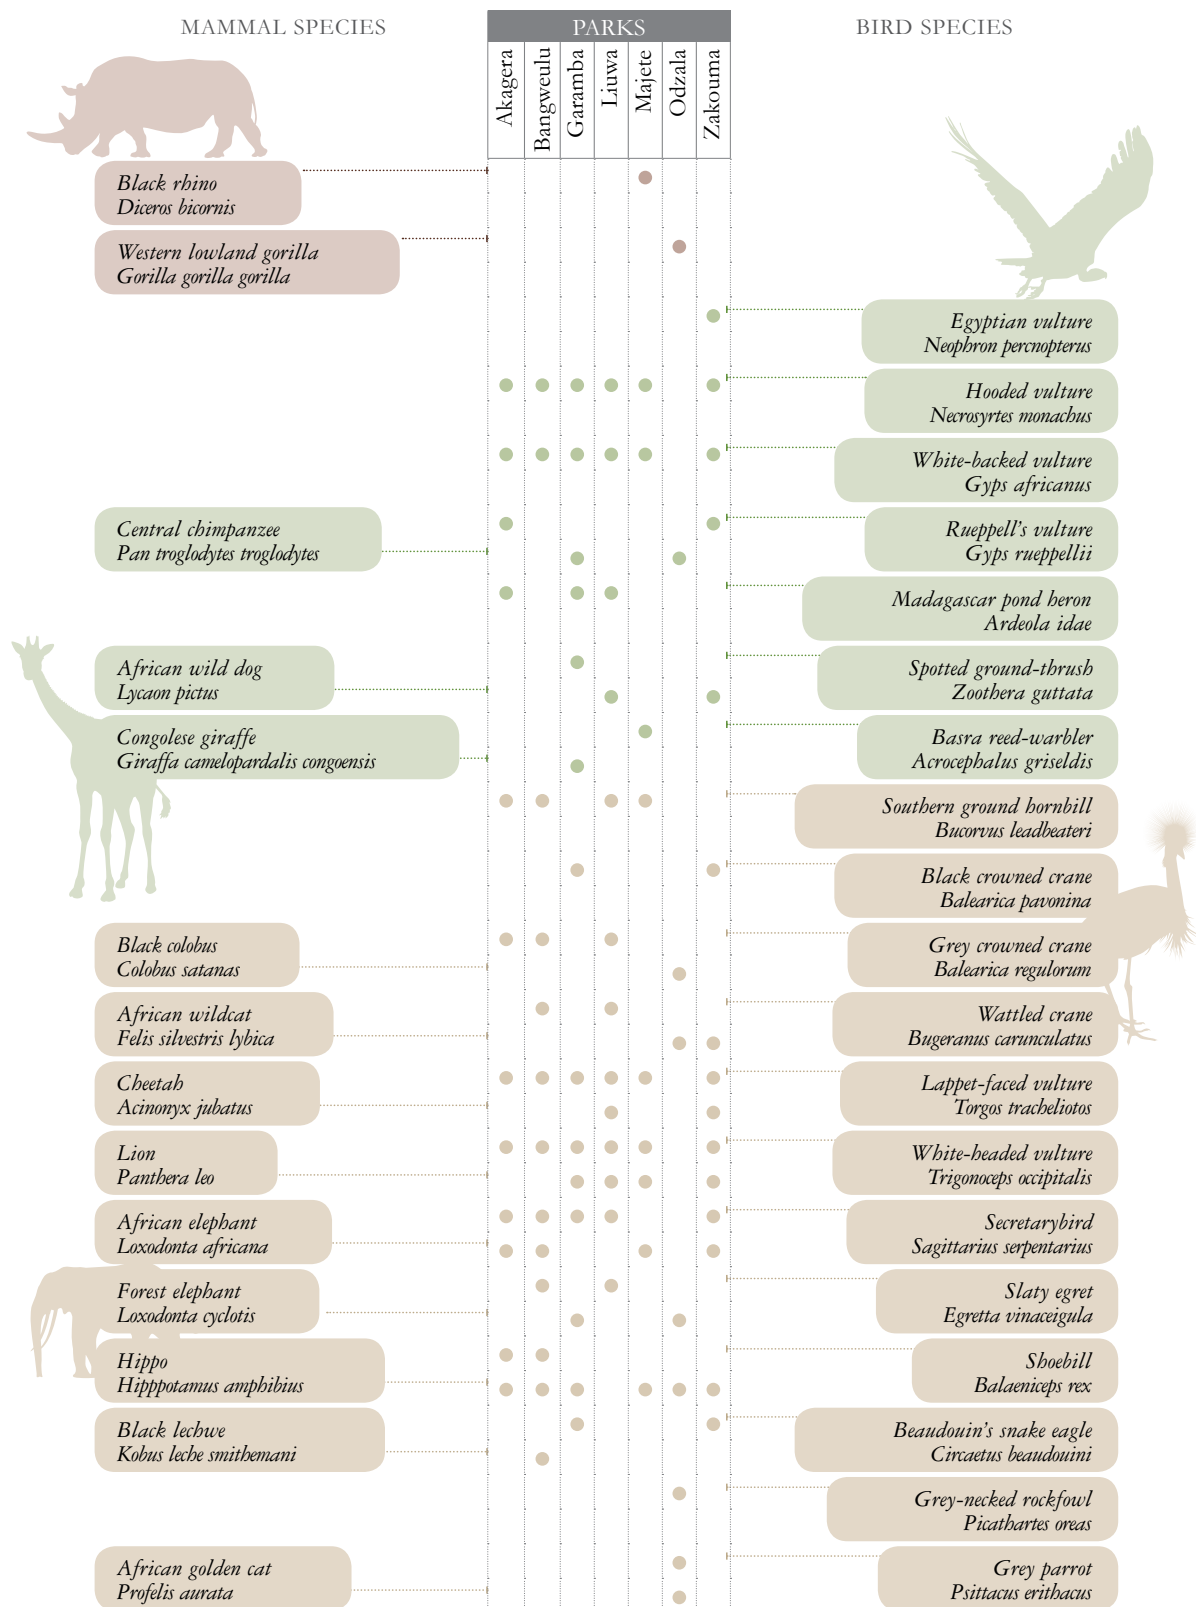 MAMMAL SPECIES
PARKS
BIRD SPECIES
Akagera
Bangweulu
Garamba
Liuwa
Majete
Odzala
Zakouma
Black rhino
Diceros bicornis
Western lowland gorilla
Gorilla gorilla gorilla
Egyptian vulture
Neophron percnopterus
Hooded vulture
Necrosyrtes monachus
White-backed vulture
Gyps africanus
Central chimpanzee
Pan troglodytes troglodytes
Rueppell's vulture
Gyps rueppellii
Madagascar pond heron
Ardeola idae
African wild dog
Lycaon pictus
Spotted ground-thrush
Zoothera guttata
Congolese giraffe
Giraffa camelopardalis congoensis
Basra reed-warbler
Acrocephalus griseldis
Southern ground hornbill
Bucorvus leadbeateri
Black crowned crane
Balearica pavonina
Black colobus
Colobus satanas
Grey crowned crane
Balearica regulorum
African wildcat
Felis silvestris lybica
Wattled crane
Bugeranus carunculatus
Cheetah
Acinonyx jubatus
Lappet-faced vulture
Torgos tracheliotos
Lion
Panthera leo
White-headed vulture
Trigonoceps occipitalis
African elephant
Loxodonta africana
Secretarybird
Sagittarius serpentarius
Forest elephant
Loxodonta cyclotis
Slaty egret
Egretta vinaceigula
Hippo
Hipppotamus amphibius
Shoebill
Balaeniceps rex
Black lechwe
Kobus leche smithemani
Beaudouin's snake eagle
Circaetus beaudouini
Grey-necked rockfowl
Picathartes oreas
African golden cat
Profelis aurata
Grey parrot
Psittacus erithacus